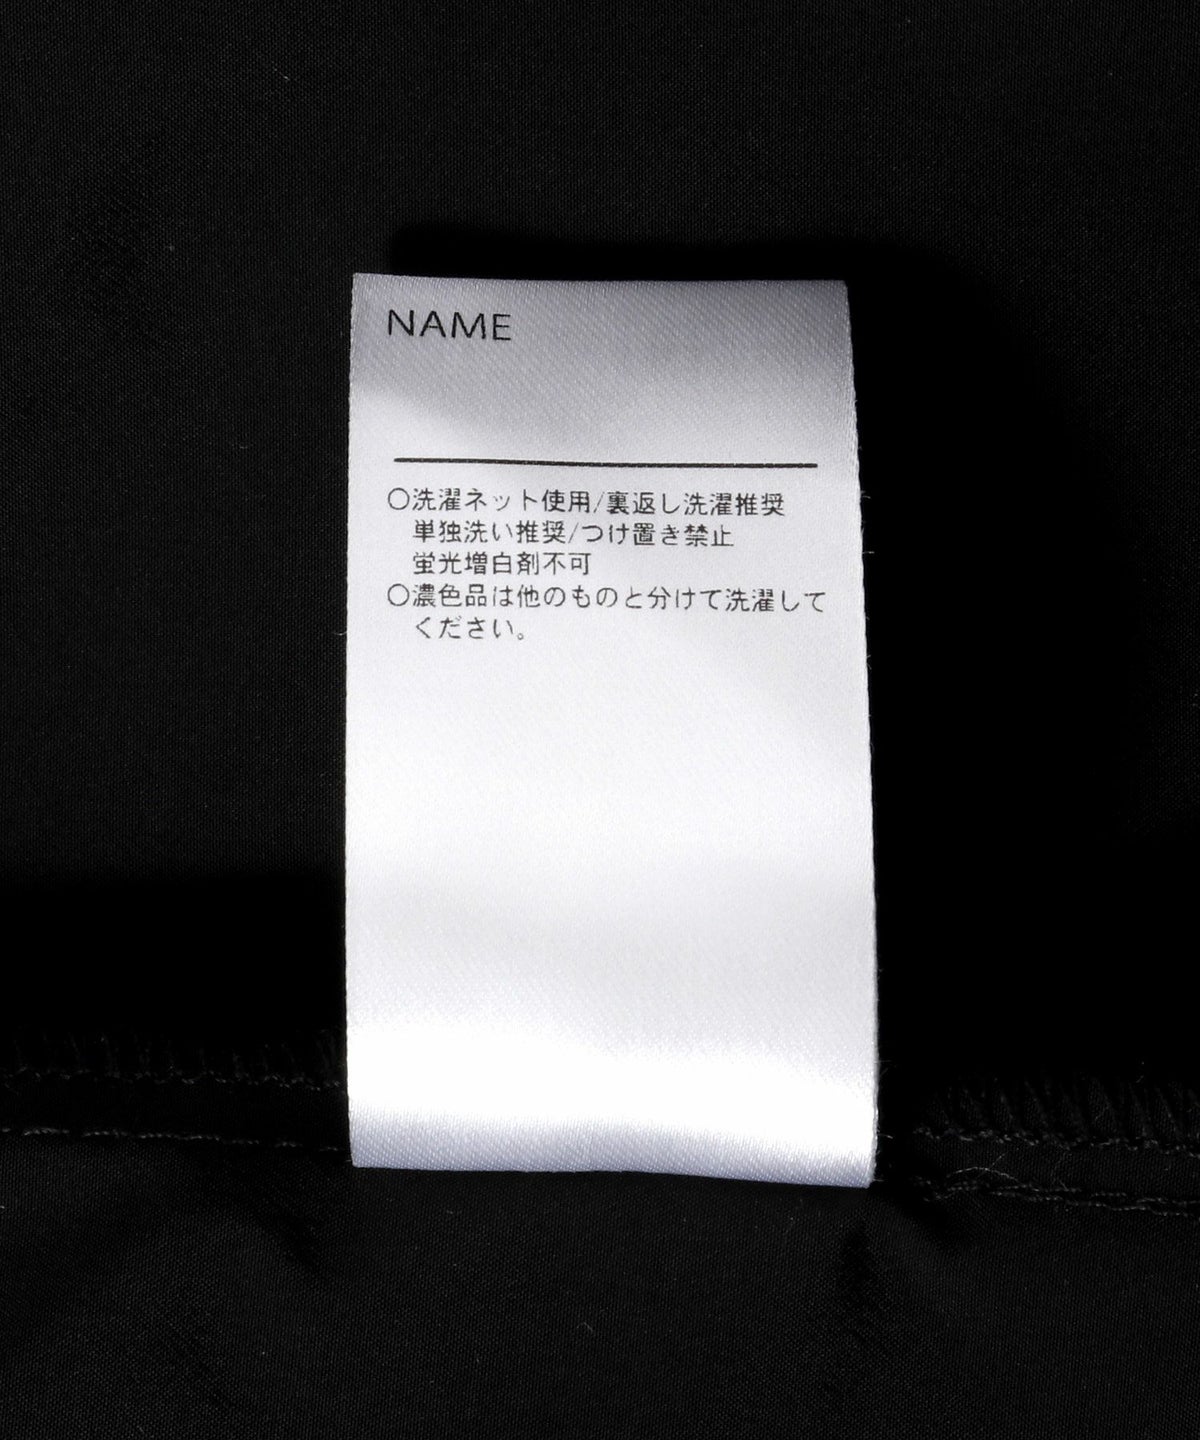 NAME
〇洗濯ネット使用/裏返し洗濯推奨
単独洗い推奨/つけ置き禁止
蛍光増白剤不可
〇濃色品は他のものと分けて洗濯して
ください。